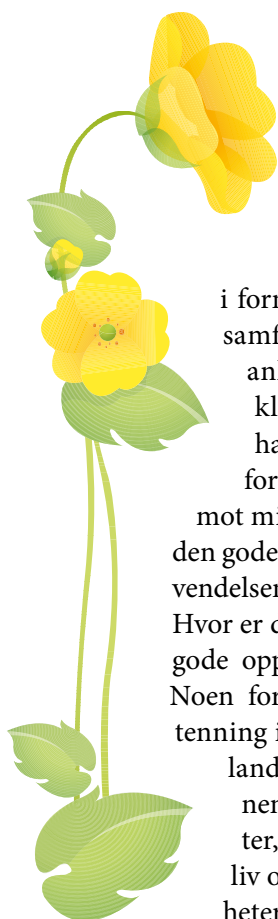 i forn
samf
anl
kl
ha
for
mot mi
den gode
vendelser
Hvor er d
gode opp
Noen for
tenning i
land
ner
ter,
liv o
heter